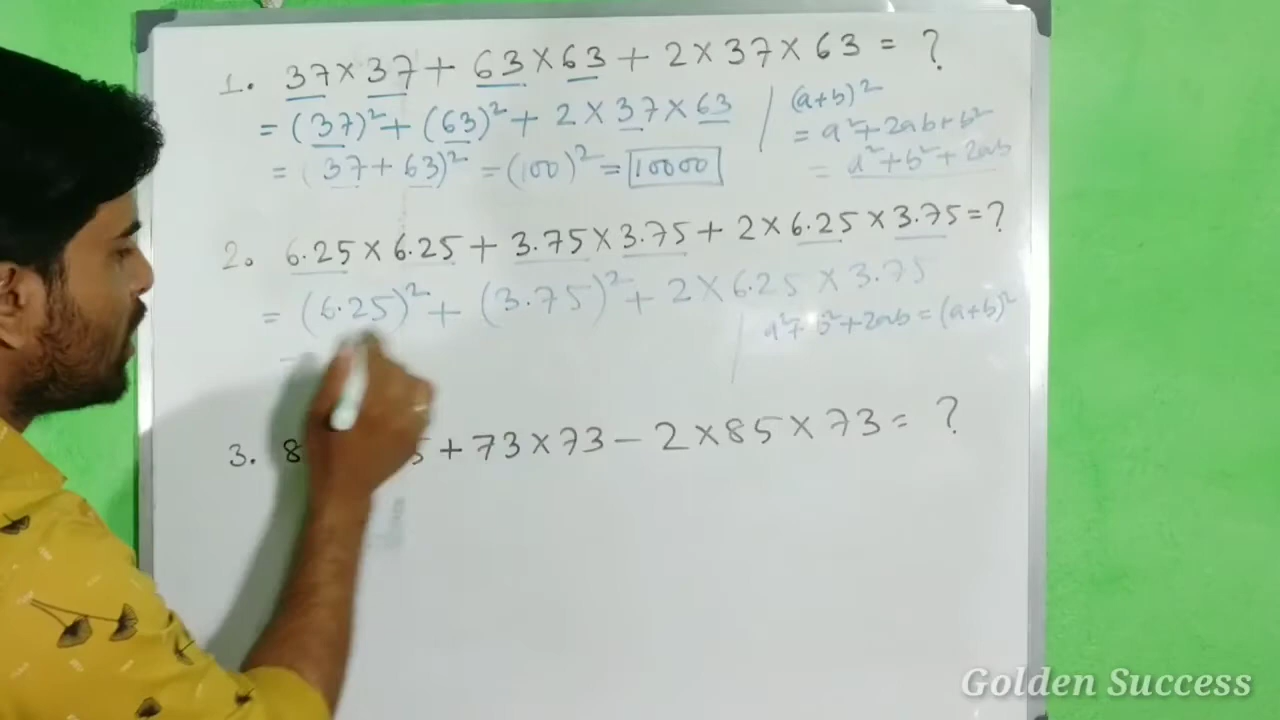 1. 37×37 + 63×63 + 2×37×63 = ?
= (37)² + (63)² + 2×37×63
= (37+63)² = (100)² = 10000
(a+b)²
= a²+2ab+b²
= a²+b²+2ab
2. 6.25×6.25 + 3.75×3.75 + 2×6.25×3.75 = ?
= (6.25)² + (3.75)² + 2×6.25×3.75
a²+b²+2ab = (a+b)²
=
3. 8 5 + 73×73 − 2×85×73 = ?
Golden Success